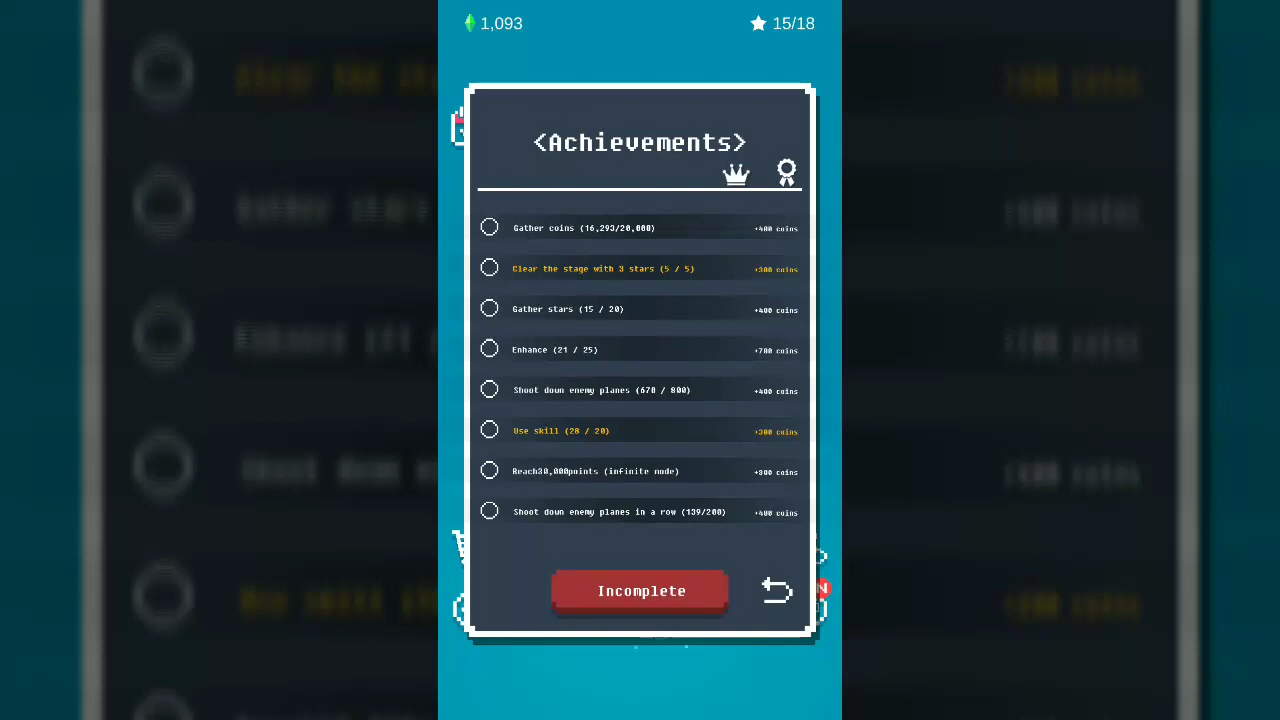 1,093
15/18
<Achievements>
Gather coins (16,293/20,000) +400 coins
Clear the stage with 3 stars (5 / 5) +300 coins
Gather stars (15 / 20) +400 coins
Enhance (21 / 25) +700 coins
Shoot down enemy planes (670 / 800) +400 coins
Use skill (20 / 20) +300 coins
Reach30,000points (infinite mode) +800 coins
Shoot down enemy planes in a row (139/200) +400 coins
Incomplete
N